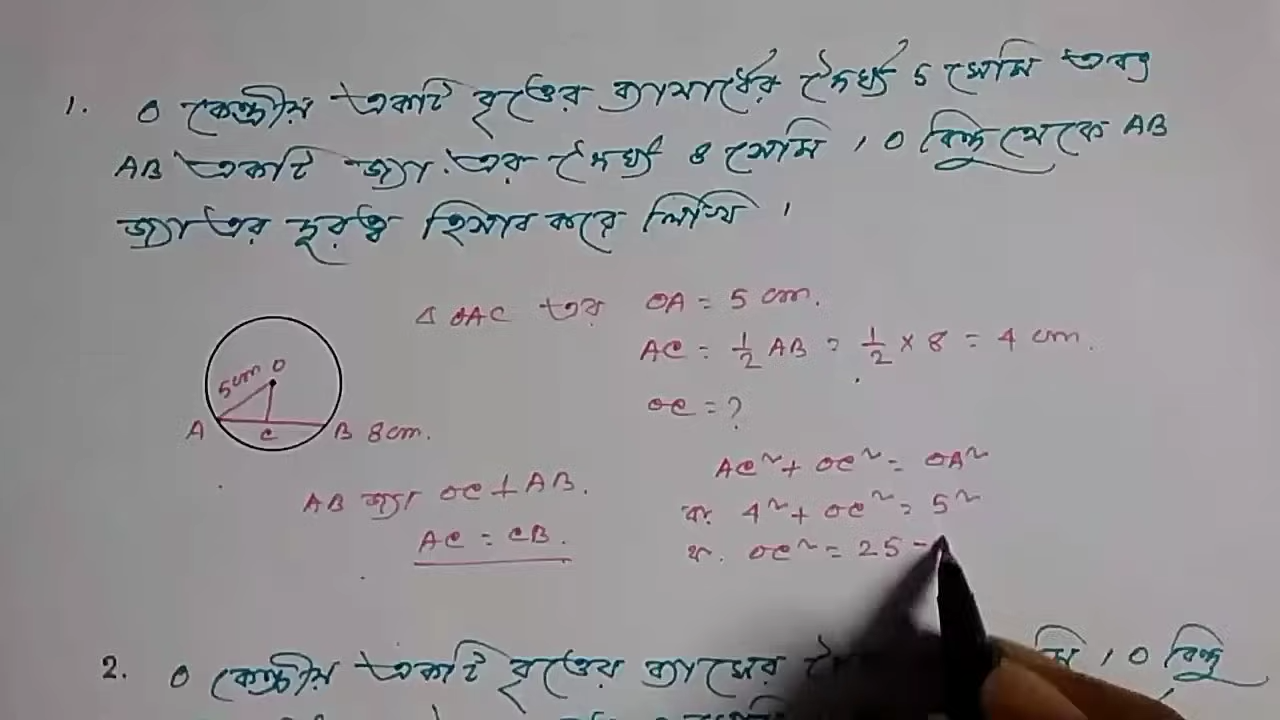 1. O কেন্দ্রীয় একটি বৃত্তের ব্যাসার্ধের দৈর্ঘ্য 5 সেমি এবং
AB একটি জ্যা. এর দৈর্ঘ্য 8 সেমি, O বিন্দু থেকে AB
জ্যা এর দূরত্ব হিসাব করে লিখি।
Δ OAC এর OA = 5 cm.
AC = 1/2 AB = 1/2 × 8 = 4 cm.
OC = ?
5cm O
A C B 8cm.
AC² + OC² = OA²
AB জ্যা OC ⊥ AB.
বা. 4² + OC² = 5²
AC = CB.
বা. OC² = 25 -
2. O কেন্দ্রীয় একটি বৃত্তের ব্যাসের মি, O বিন্দু